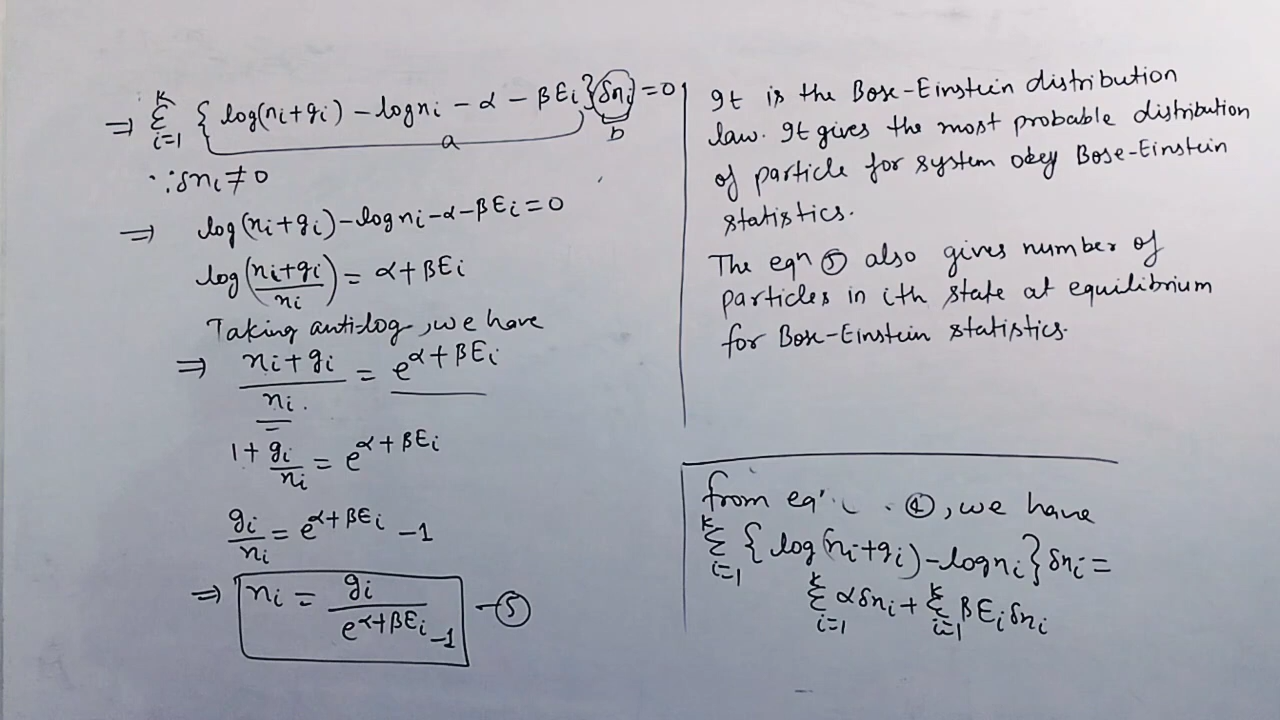 ⇒ Σ_{i=1}^{k} { log(nᵢ+gᵢ) – log nᵢ – α – βEᵢ } (δnᵢ) = 0
a b
∵ δnᵢ ≠ 0
⇒ log(nᵢ+gᵢ) – log nᵢ – α – βEᵢ = 0
log((nᵢ+gᵢ)/nᵢ) = α + βEᵢ
Taking anti-log, we have
⇒ (nᵢ + gᵢ)/nᵢ = e^{α+βEᵢ}
1 + gᵢ/nᵢ = e^{α+βEᵢ}
gᵢ/nᵢ = e^{α+βEᵢ} – 1
⇒ nᵢ = gᵢ/(e^{α+βEᵢ} – 1) – ⑤
It is the Bose-Einstein distribution
law. It gives the most probable distribution
of particle for system obey Bose-Einstein
statistics.
The eqn ⑤ also gives number of
particles in ith state at equilibrium
for Bose-Einstein statistics.
from eqn ④, we have
Σ_{i=1}^{k} { log(nᵢ+gᵢ) – log nᵢ } δnᵢ =
Σ_{i=1}^{k} αδnᵢ + Σ_{i=1}^{k} βEᵢδnᵢ